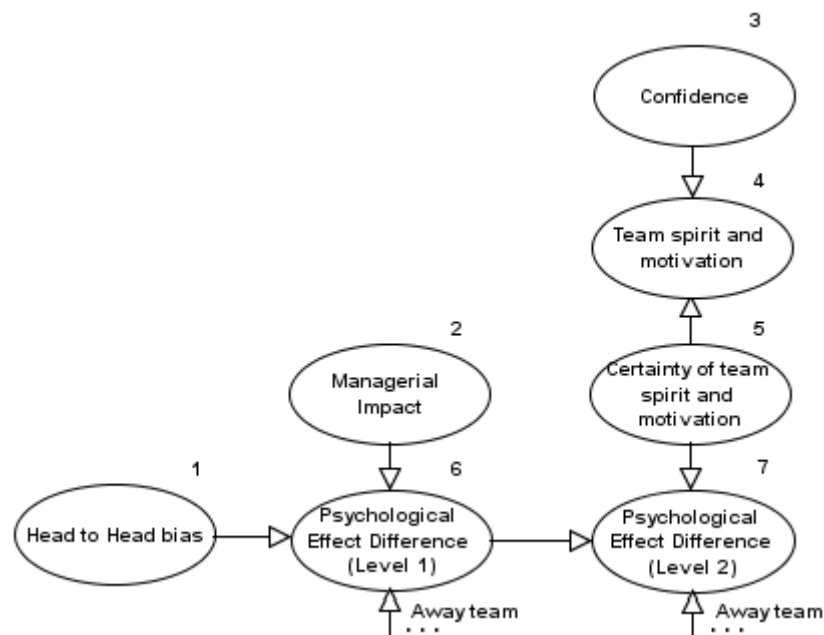 3
Confidence
4
Team spirit and
motivation
2
5
Managerial
Impact
Certainty of team
spirit and
motivation
1
6
7
Head to Head bias
Psychological
Effect Difference
(Level 1)
Psychological
Effect Difference
(Level 2)
Away team
. . .
Away team
. . .